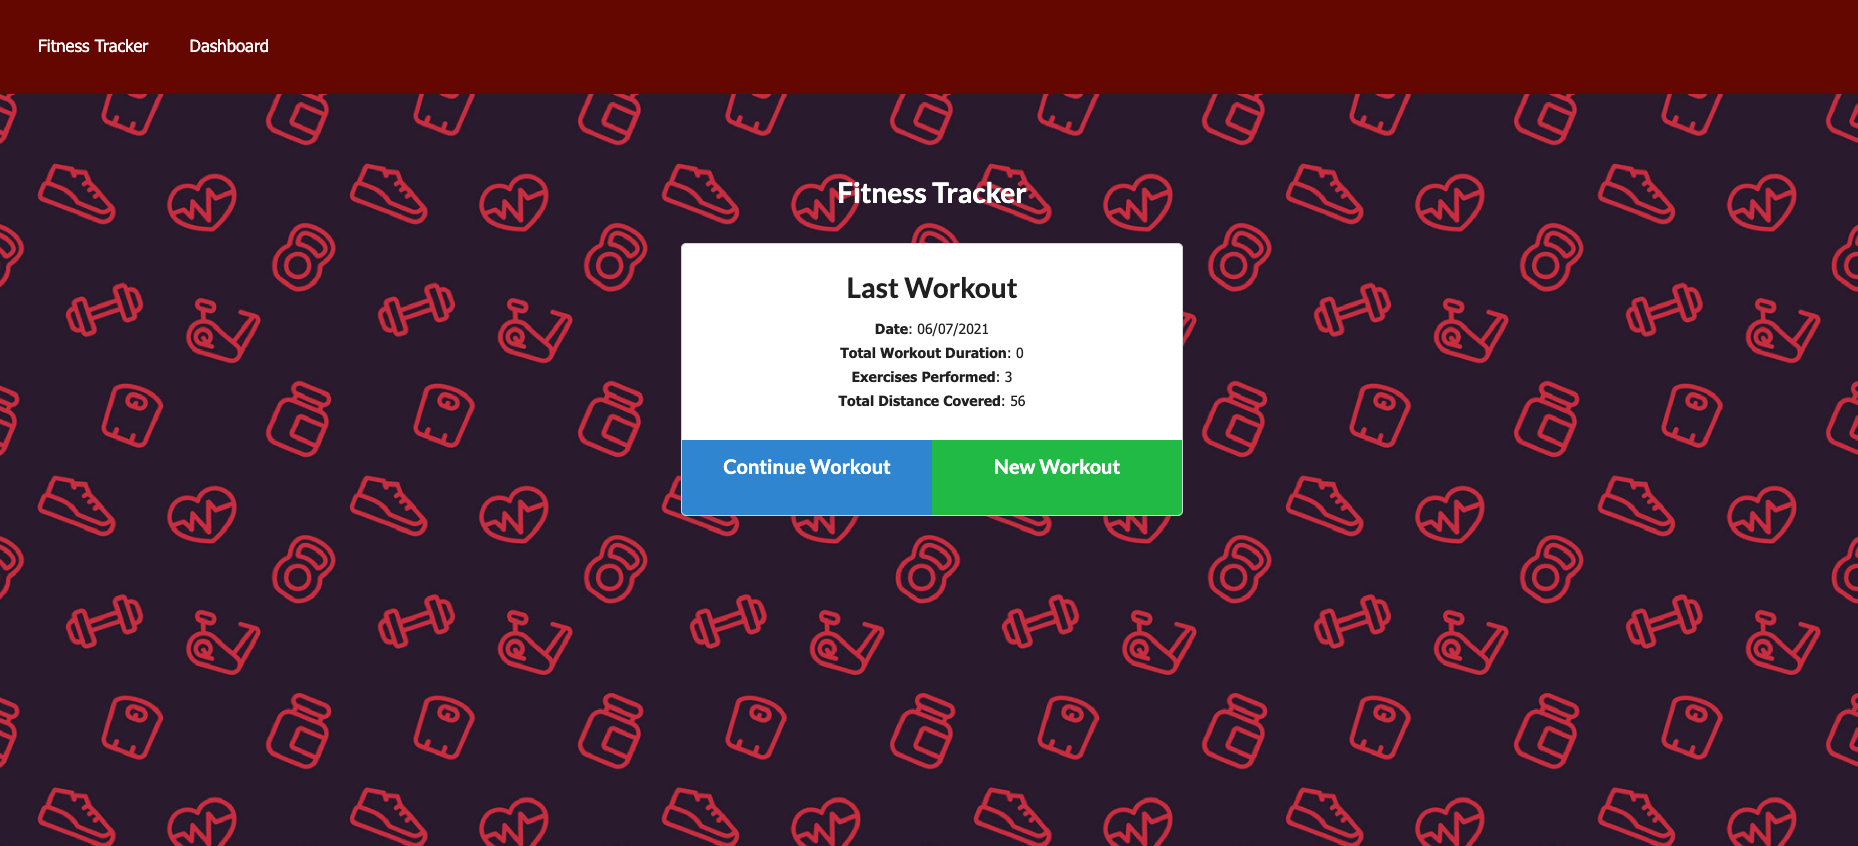 Fitness Tracker Dashboard
Fitness Tracker
Last Workout
Date: 06/07/2021
Total Workout Duration: 0
Exercises Performed: 3
Total Distance Covered: 56
Continue Workout New Workout